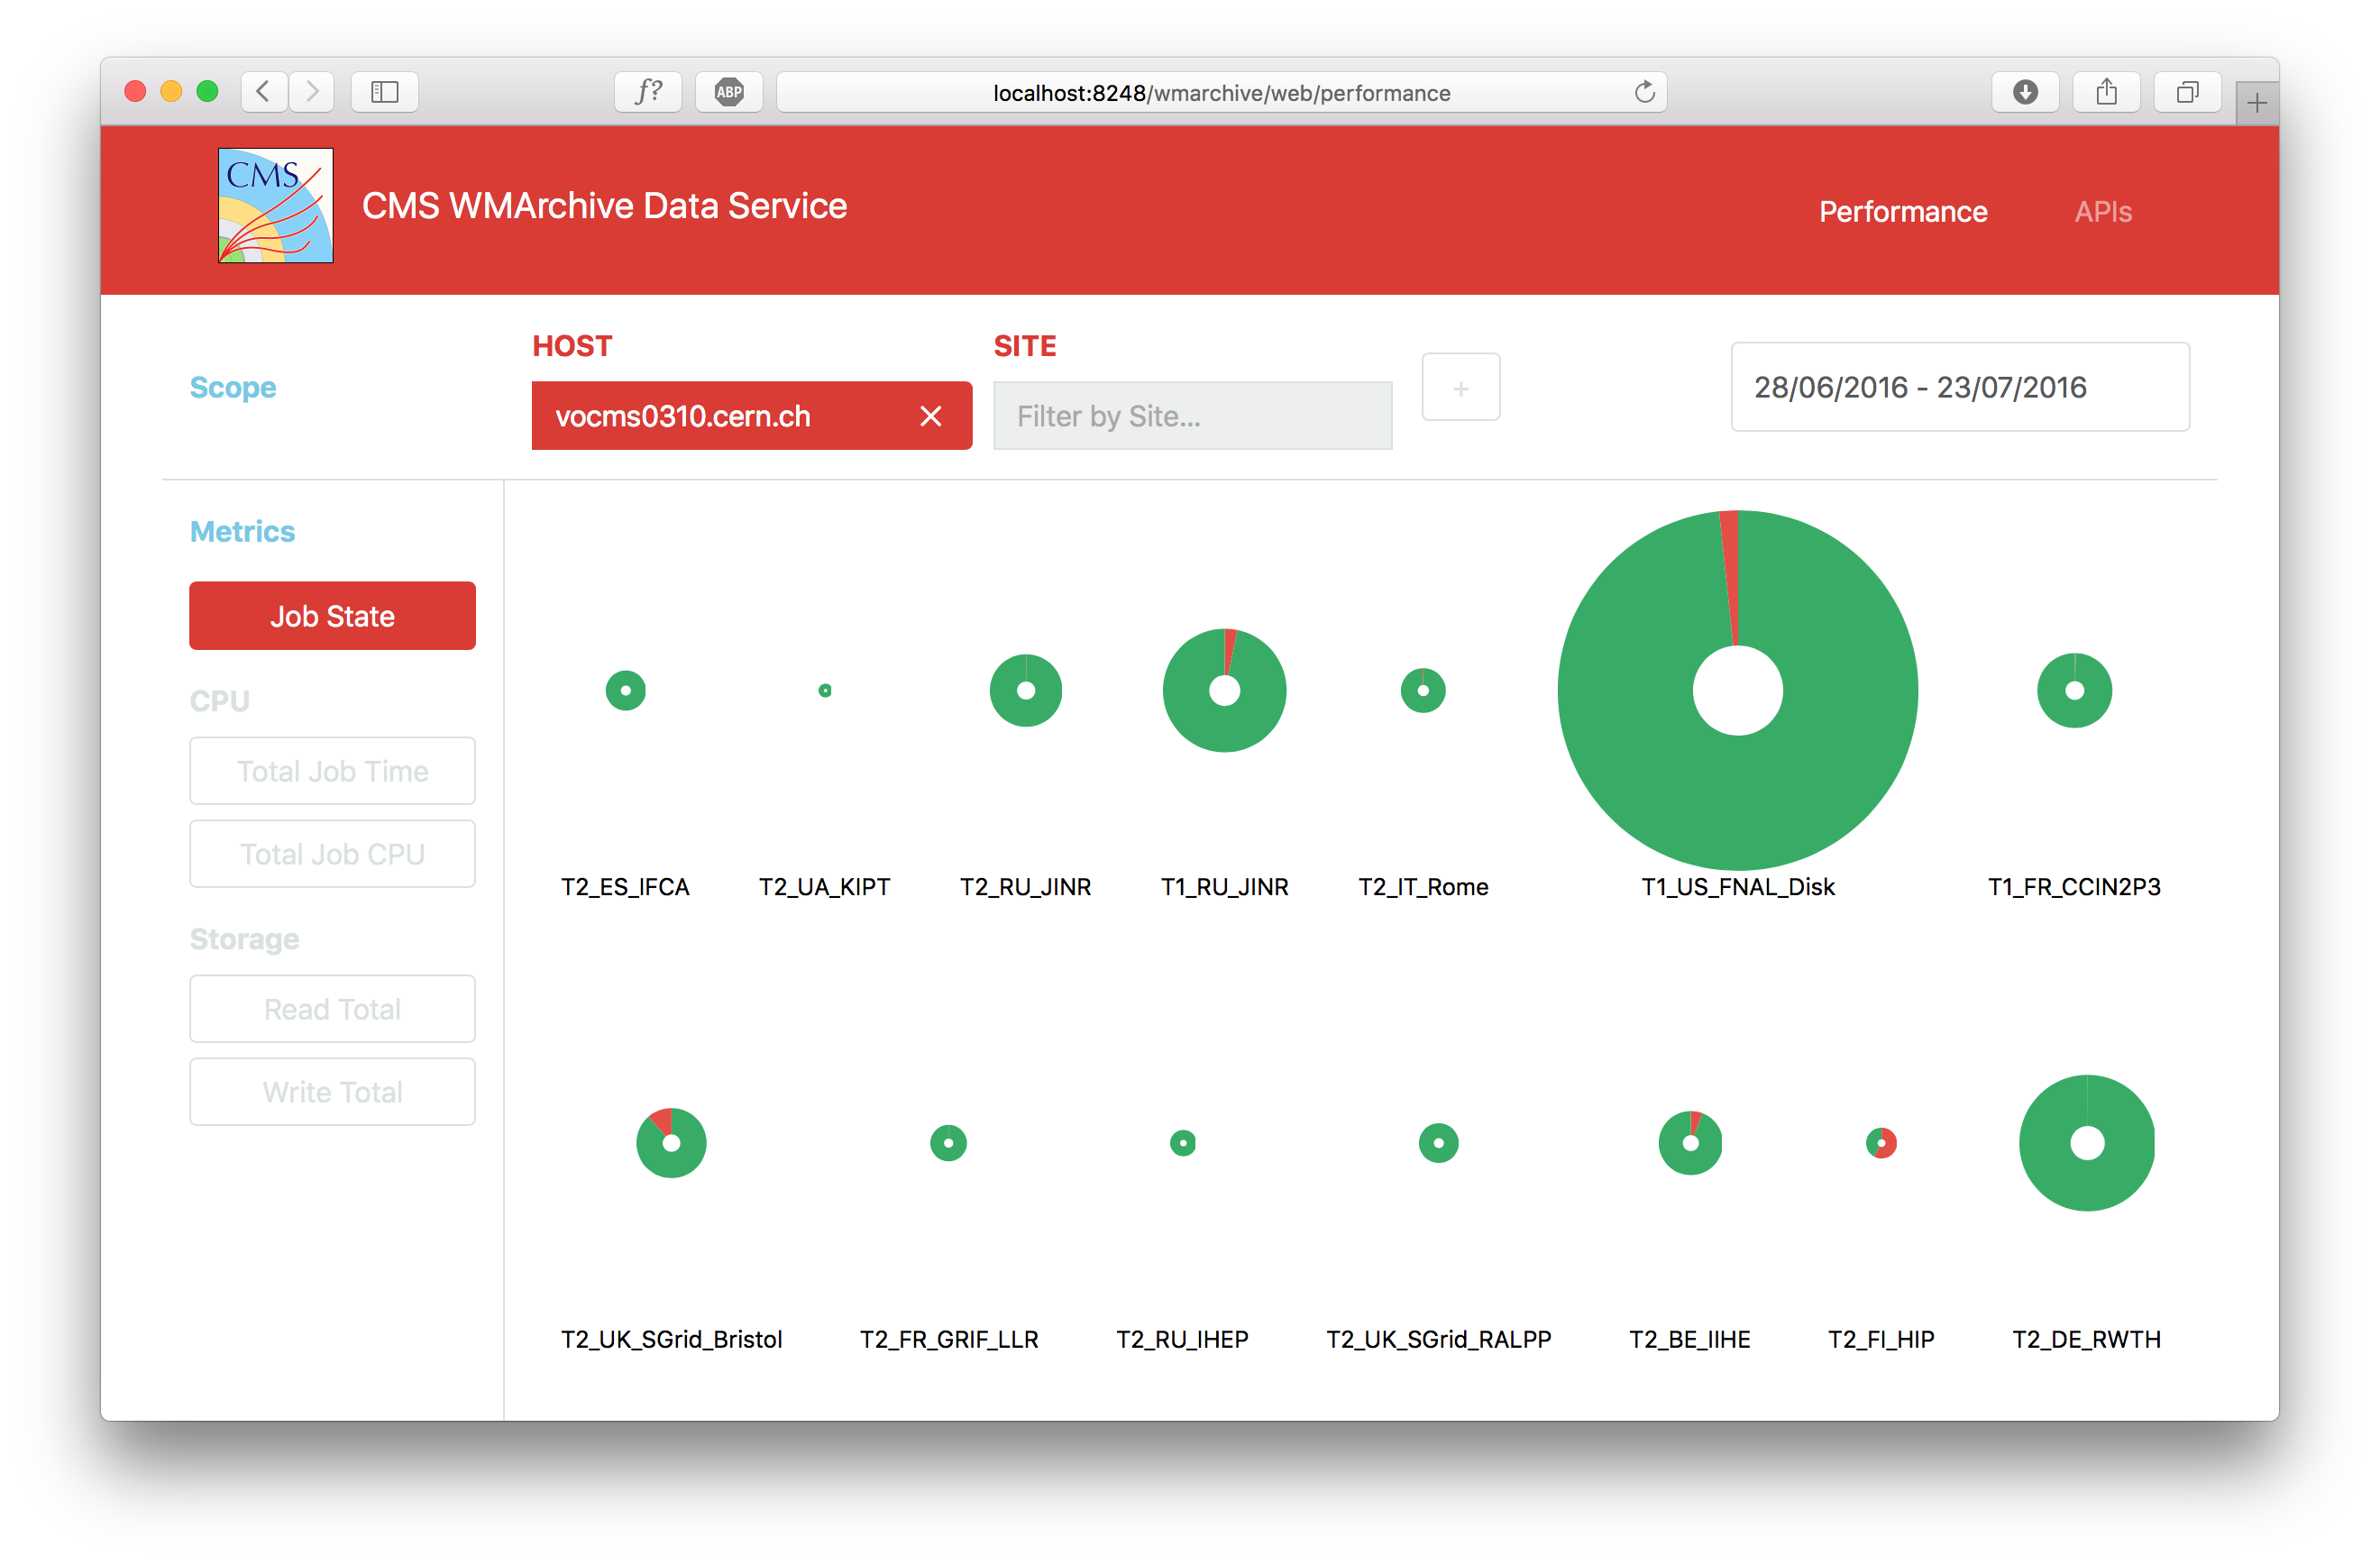 f?
ABP
localhost:8248/wmarchive/web/performance
CMS
CMS WMArchive Data Service
Performance
APIs
Scope
HOST
vocms0310.cern.ch
SITE
Filter by Site...
+
28/06/2016 - 23/07/2016
Metrics
Job State
CPU
Total Job Time
Total Job CPU
Storage
Read Total
Write Total
T2_ES_IFCA
T2_UA_KIPT
T2_RU_JINR
T1_RU_JINR
T2_IT_Rome
T1_US_FNAL_Disk
T1_FR_CCIN2P3
T2_UK_SGrid_Bristol
T2_FR_GRIF_LLR
T2_RU_IHEP
T2_UK_SGrid_RALPP
T2_BE_IIHE
T2_FI_HIP
T2_DE_RWTH